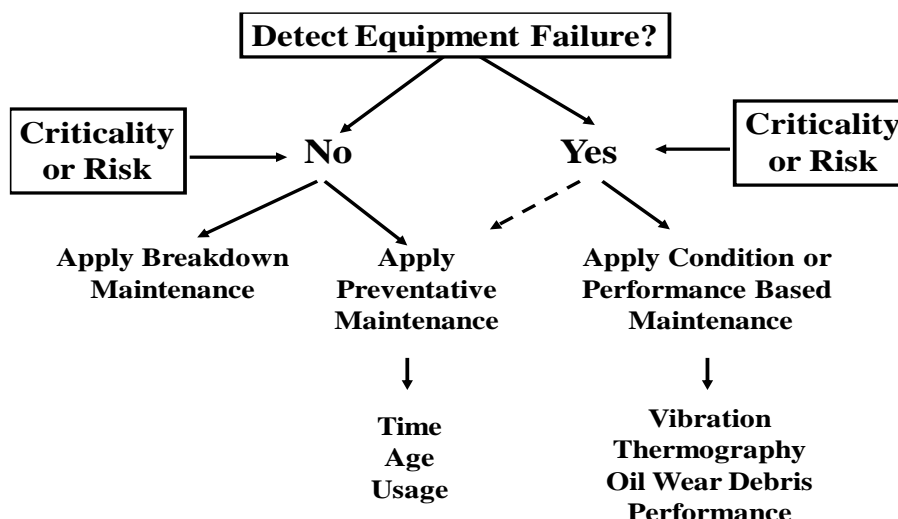 Detect Equipment Failure?
Criticality
or Risk
No
Yes
Criticality
or Risk
Apply Breakdown
Maintenance
Apply
Preventative
Maintenance
Apply Condition or
Performance Based
Maintenance
Time
Age
Usage
Vibration
Thermography
Oil Wear Debris
Performance